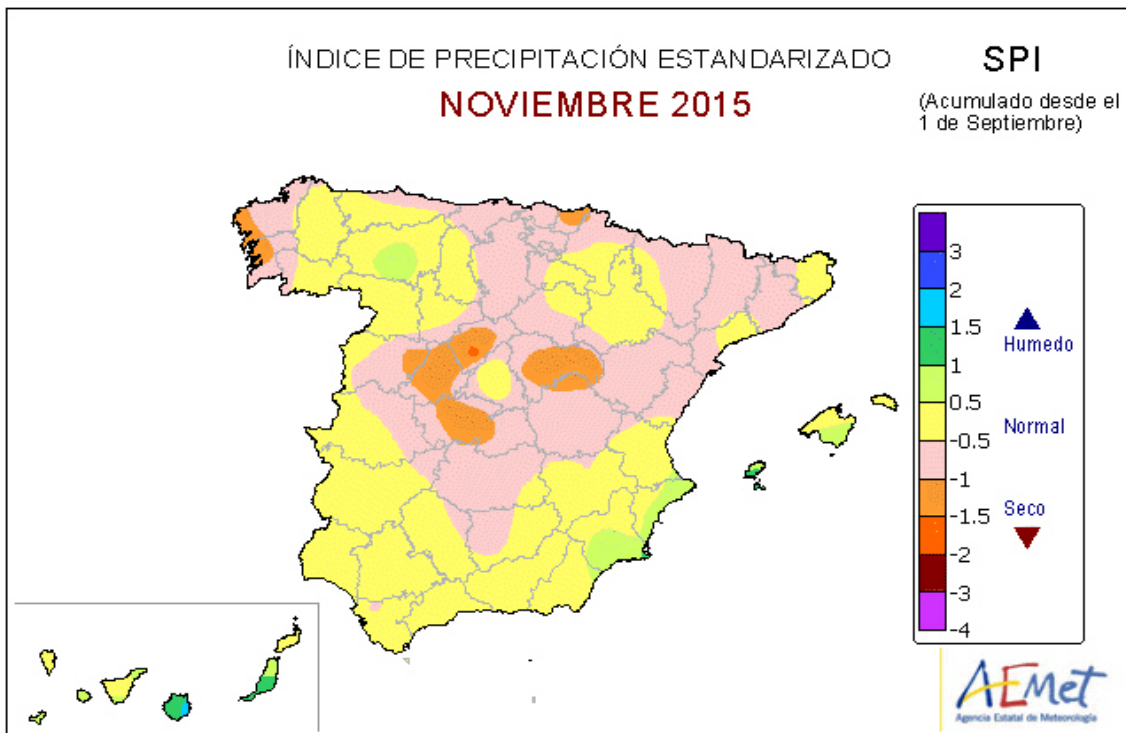 ÍNDICE DE PRECIPITACIÓN ESTANDARIZADO
NOVIEMBRE 2015
SPI
(Acumulado desde el
1 de Septiembre)
3
2
1.5
1
0.5
-0.5
-1
-1.5
-2
-3
-4
Humedo
Normal
Seco
AEMet
Agencia Estatal de Meteorología